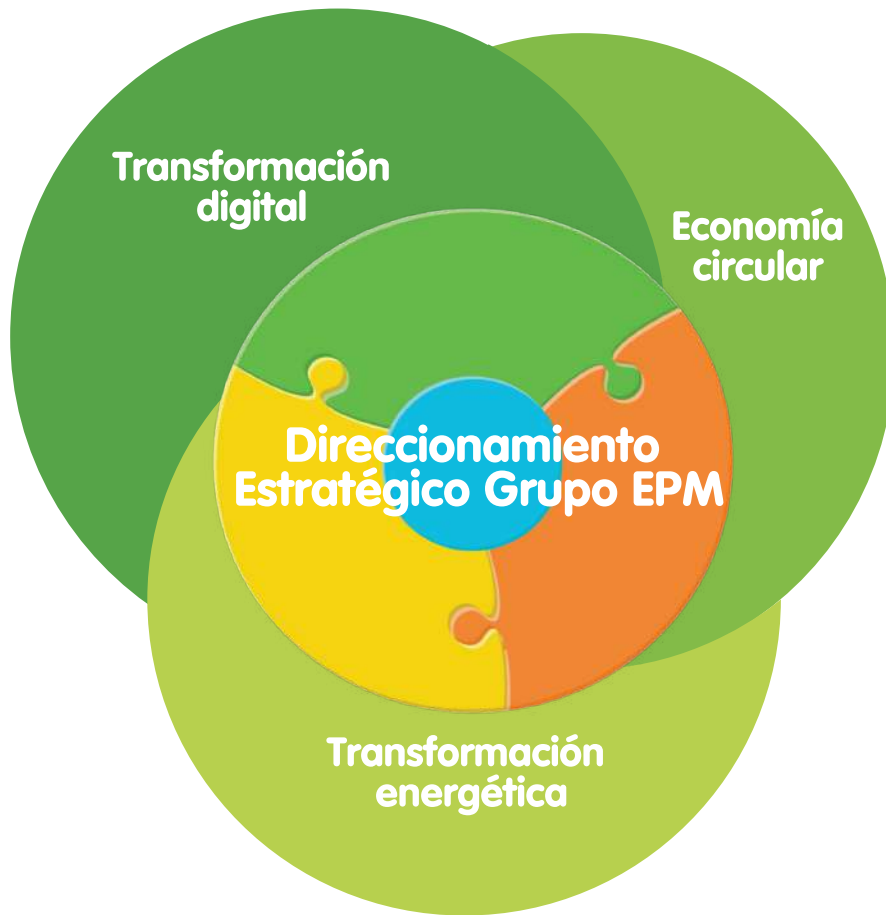 Transformación
digital
Economía
circular
Direccionamiento
Estratégico Grupo EPM
Transformación
energética